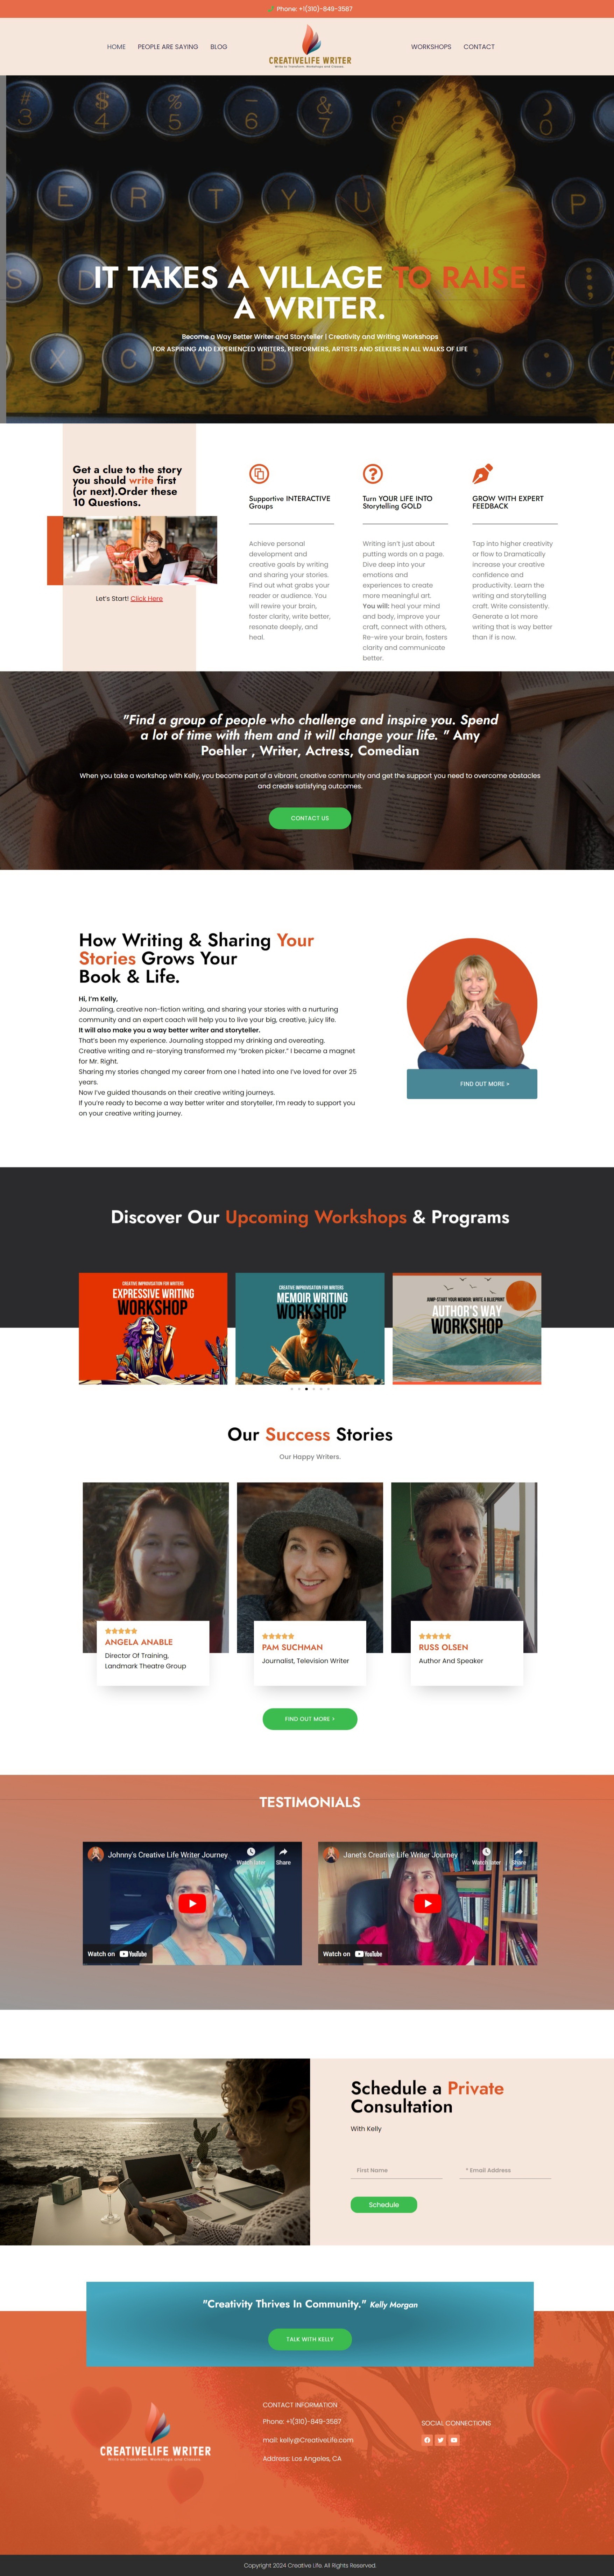 Phone: +1(310)-849-3587
HOME
PEOPLE ARE SAYING
BLOG
CREATIVELIFE WRITER
Write to Transform: Workshops and Classes
WORKSHOPS
CONTACT
#
3
$
4
%
5
-
6
&
7
8
)
0
E
R
T
Y
U
P
S
D
X
C
V
B
IT TAKES A VILLAGE TO RAISE
A WRITER.
Become a Way Better Writer and Storyteller | Creativity and Writing Workshops
FOR ASPIRING AND EXPERIENCED WRITERS, PERFORMERS, ARTISTS AND SEEKERS IN ALL WALKS OF LIFE
Get a clue to the story
you should write first
(or next).Order these
10 Questions.
Let's Start! Click Here
Supportive INTERACTIVE
Groups
Achieve personal
development and
creative goals by writing
and sharing your stories.
Find out what grabs your
reader or audience. You
will rewire your brain,
foster clarity, write better,
resonate deeply, and
heal.
Turn YOUR LIFE INTO
Storytelling GOLD
Writing isn't just about
putting words on a page.
Dive deep into your
emotions and
experiences to create
more meaningful art.
You will: heal your mind
and body, improve your
craft, connect with others,
Re-wire your brain, fosters
clarity and communicate
better.
GROW WITH EXPERT
FEEDBACK
Tap into higher creativity
or flow to Dramatically
increase your creative
confidence and
productivity. Learn the
writing and storytelling
craft. Write consistently.
Generate a lot more
writing that is way better
than if is now.
"Find a group of people who challenge and inspire you. Spend
a lot of time with them and it will change your life. " Amy
Poehler , Writer, Actress, Comedian
When you take a workshop with Kelly, you become part of a vibrant, creative community and get the support you need to overcome obstacles
and create satisfying outcomes.
CONTACT US
How Writing & Sharing Your
Stories Grows Your
Book & Life.
Hi, I'm Kelly,
Journaling, creative non-fiction writing, and sharing your stories with a nurturing
community and an expert coach will help you to live your big, creative, juicy life.
It will also make you a way better writer and storyteller.
That's been my experience. Journaling stopped my drinking and overeating.
Creative writing and re-storying transformed my "broken picker." I became a magnet
for Mr. Right.
Sharing my stories changed my career from one I hated into one I've loved for over 25
years.
Now I've guided thousands on their creative writing journeys.
If you're ready to become a way better writer and storyteller, I'm ready to support you
on your creative writing journey.
FIND OUT MORE >
Discover Our Upcoming Workshops & Programs
CREATIVE IMPROVISATION FOR WRITERS
EXPRESSIVE WRITING
WORKSHOP
CREATIVE IMPROVISATION FOR WRITERS
MEMOIR WRITING
WORKSHOP
JUMP-START YOUR MEMOIR: WRITE A BLUEPRINT
AUTHOR'S WAY
WORKSHOP
Our Success Stories
Our Happy Writers.
ANGELA ANABLE
Director Of Training,
Landmark Theatre Group
PAM SUCHMAN
Journalist, Television Writer
RUSS OLSEN
Author And Speaker
FIND OUT MORE >
TESTIMONIALS
Johnny's Creative Life Writer Journey
Watch later
Share
Watch on YouTube
Janet's Creative Life Writer Journey
Watch later
Share
Watch on YouTube
Schedule a Private
Consultation
With Kelly
First Name
* Email Address
Schedule
"Creativity Thrives In Community." Kelly Morgan
TALK WITH KELLY
CREATIVELIFE WRITER
Write to Transform: Workshops and Classes
CONTACT INFORMATION
Phone: +1(310)-849-3587
mail: kelly@CreativeLife.com
Address: Los Angeles, CA
SOCIAL CONNECTIONS
Copyright 2024 Creative Life. All Rights Reserved.